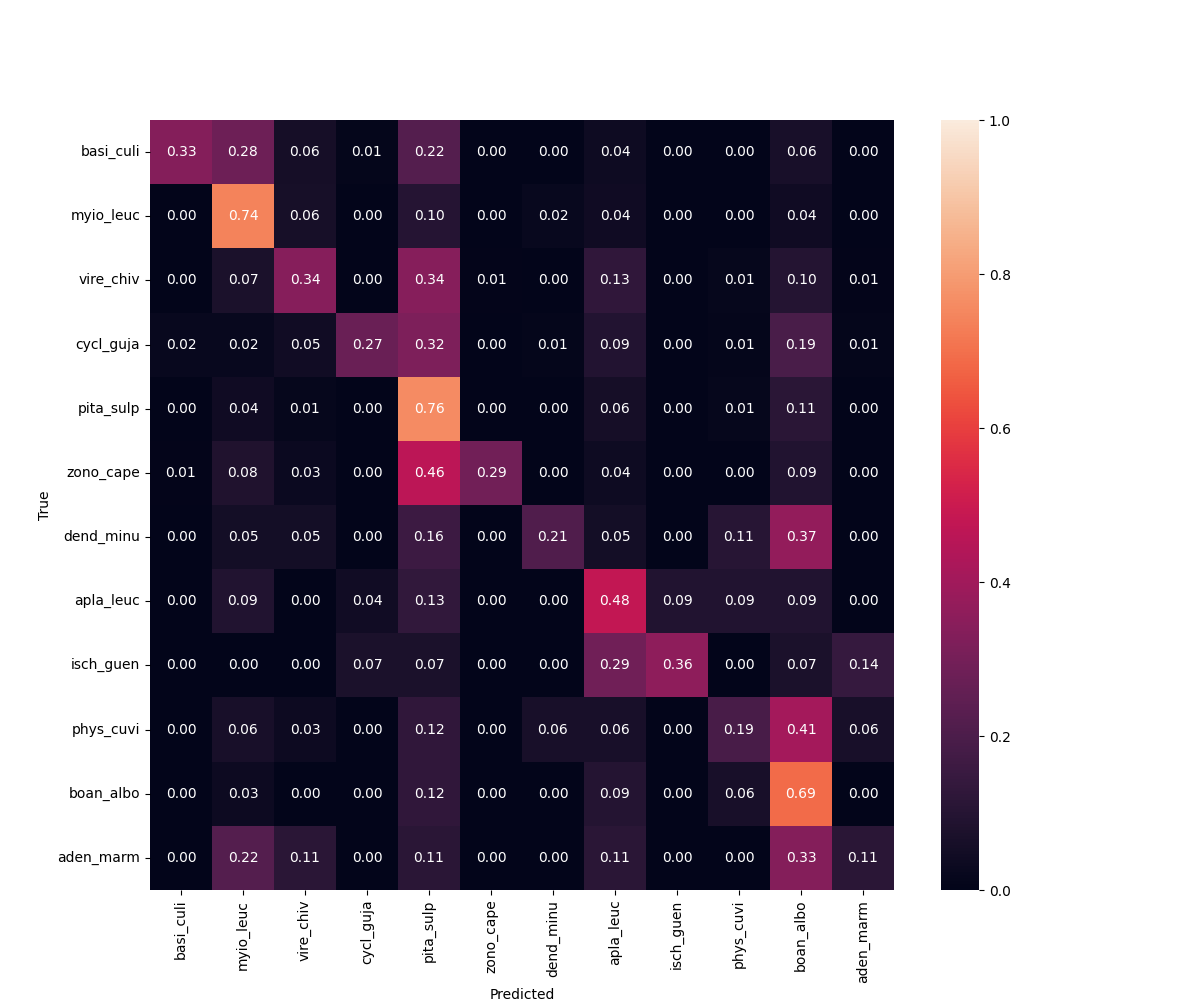 basi_culi 0.33 0.28 0.06 0.01 0.22 0.00 0.00 0.04 0.00 0.00 0.06 0.00
myio_leuc 0.00 0.74 0.06 0.00 0.10 0.00 0.02 0.04 0.00 0.00 0.04 0.00
vire_chiv 0.00 0.07 0.34 0.00 0.34 0.01 0.00 0.13 0.00 0.01 0.10 0.01
cycl_guja 0.02 0.02 0.05 0.27 0.32 0.00 0.01 0.09 0.00 0.01 0.19 0.01
pita_sulp 0.00 0.04 0.01 0.00 0.76 0.00 0.00 0.06 0.00 0.01 0.11 0.00
zono_cape 0.01 0.08 0.03 0.00 0.46 0.29 0.00 0.04 0.00 0.00 0.09 0.00
dend_minu 0.00 0.05 0.05 0.00 0.16 0.00 0.21 0.05 0.00 0.11 0.37 0.00
apla_leuc 0.00 0.09 0.00 0.04 0.13 0.00 0.00 0.48 0.09 0.09 0.09 0.00
isch_guen 0.00 0.00 0.00 0.07 0.07 0.00 0.00 0.29 0.36 0.00 0.07 0.14
phys_cuvi 0.00 0.06 0.03 0.00 0.12 0.00 0.06 0.06 0.00 0.19 0.41 0.06
boan_albo 0.00 0.03 0.00 0.00 0.12 0.00 0.00 0.09 0.00 0.06 0.69 0.00
aden_marm 0.00 0.22 0.11 0.00 0.11 0.00 0.00 0.11 0.00 0.00 0.33 0.11
True
basi_culi myio_leuc vire_chiv cycl_guja pita_sulp zono_cape dend_minu apla_leuc isch_guen phys_cuvi boan_albo aden_marm
Predicted
1.0
0.8
0.6
0.4
0.2
0.0